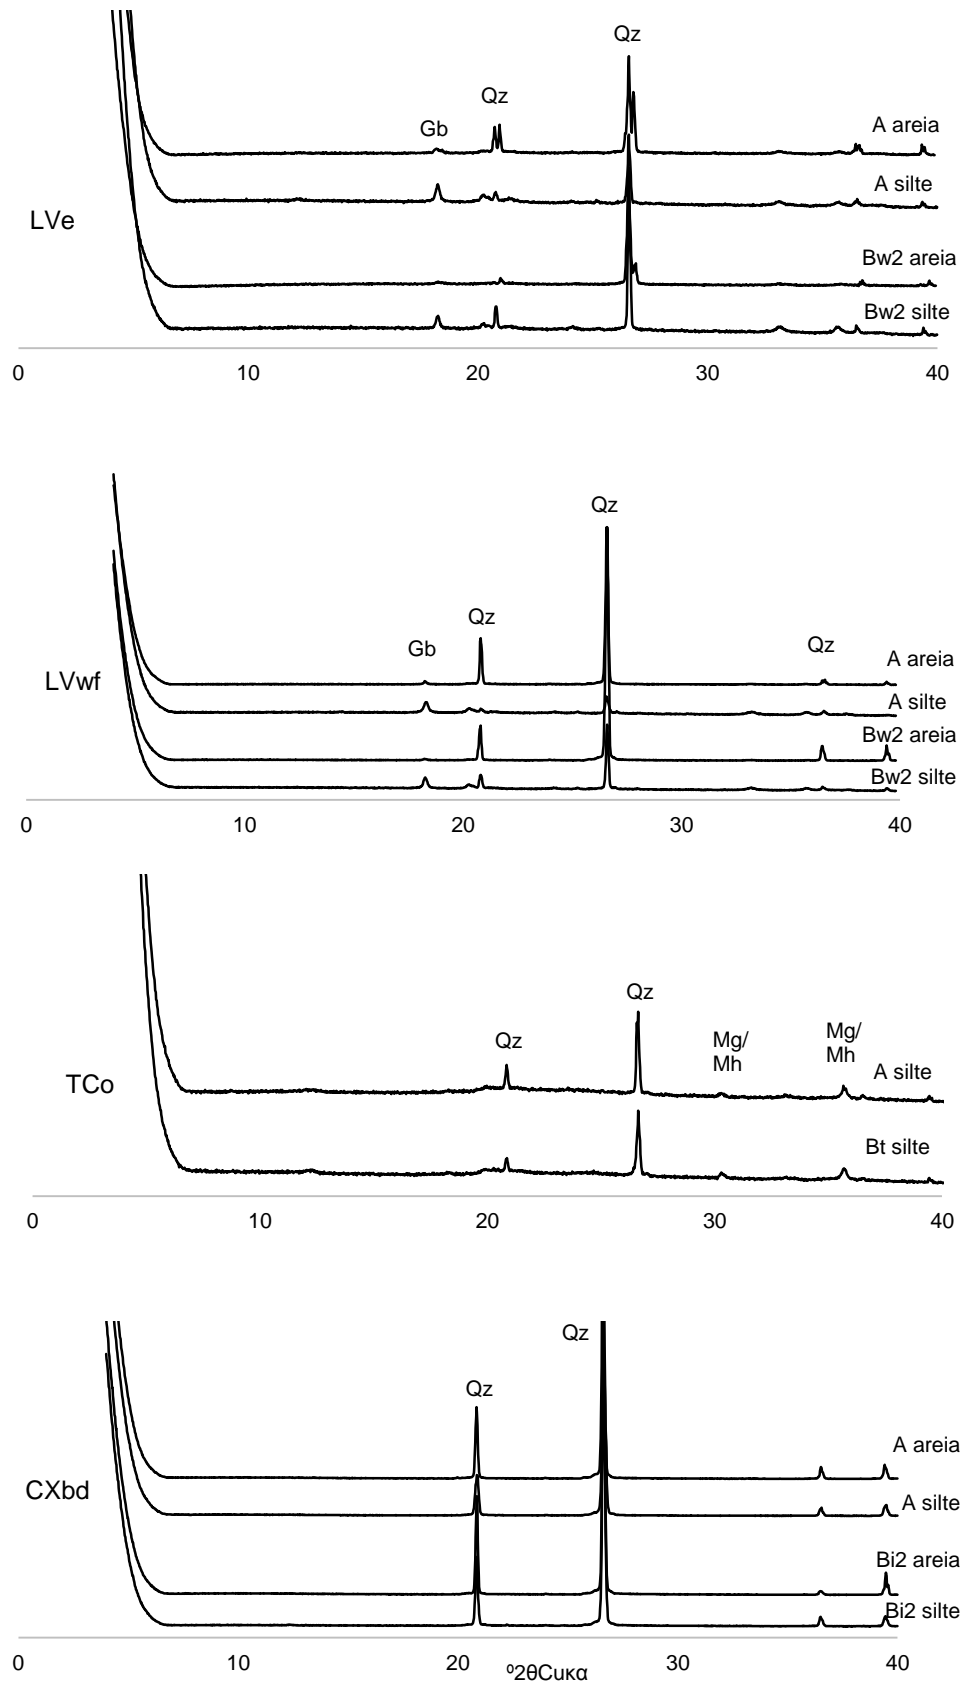 Qz
Qz
Gb
A areia
A silte
LVe
Bw2 areia
Bw2 silte
0 10 20 30 40
Qz
Qz
Gb
Qz
A areia
LVwf
A silte
Bw2 areia
Bw2 silte
0 10 20 30 40
Qz
Qz
Mg/
Mh
Mg/
Mh
A silte
TCo
Bt silte
0 10 20 30 40
Qz
Qz
A areia
CXbd
A silte
Bi2 areia
Bi2 silte
0 10 20 30 40
º2θCuκα